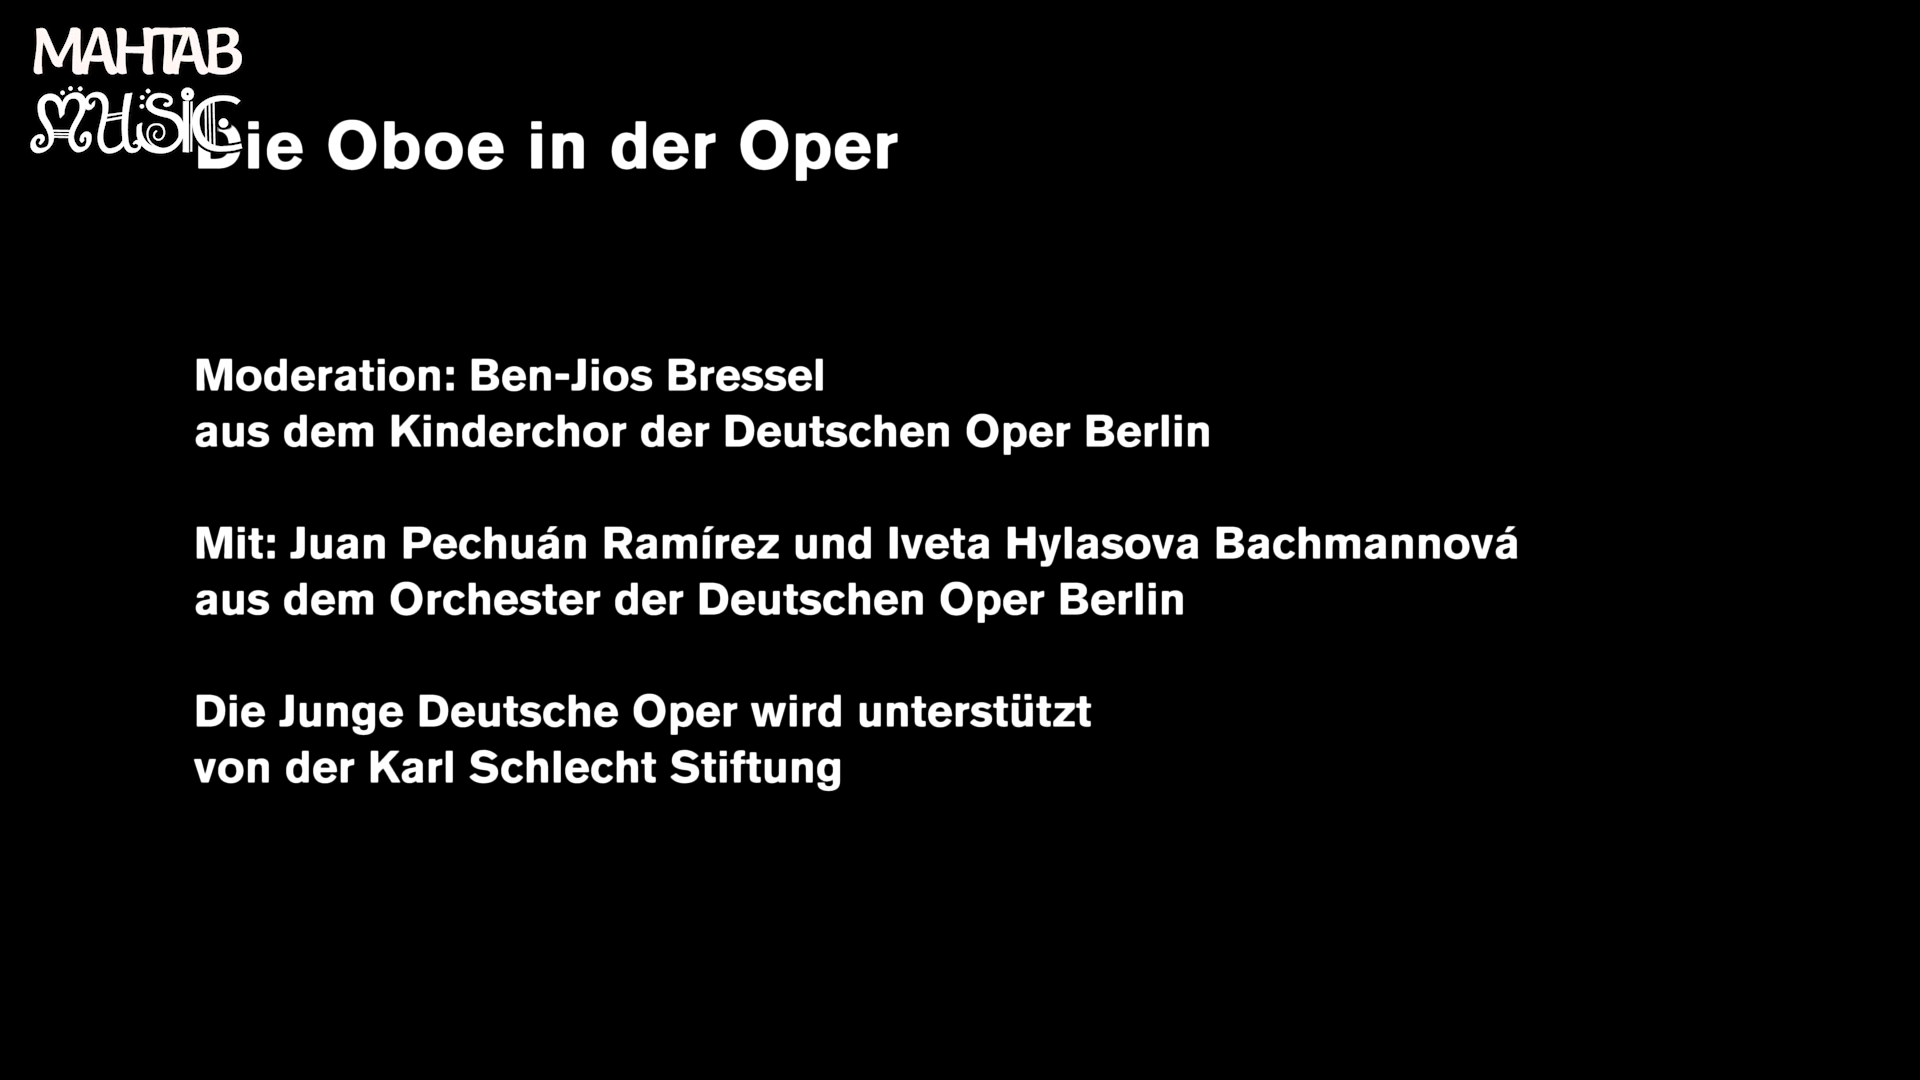 MAHTAB
MUSIC
Die Oboe in der Oper
Moderation: Ben-Jios Bressel
aus dem Kinderchor der Deutschen Oper Berlin
Mit: Juan Pechuán Ramírez und Iveta Hylasova Bachmannová
aus dem Orchester der Deutschen Oper Berlin
Die Junge Deutsche Oper wird unterstützt
von der Karl Schlecht Stiftung